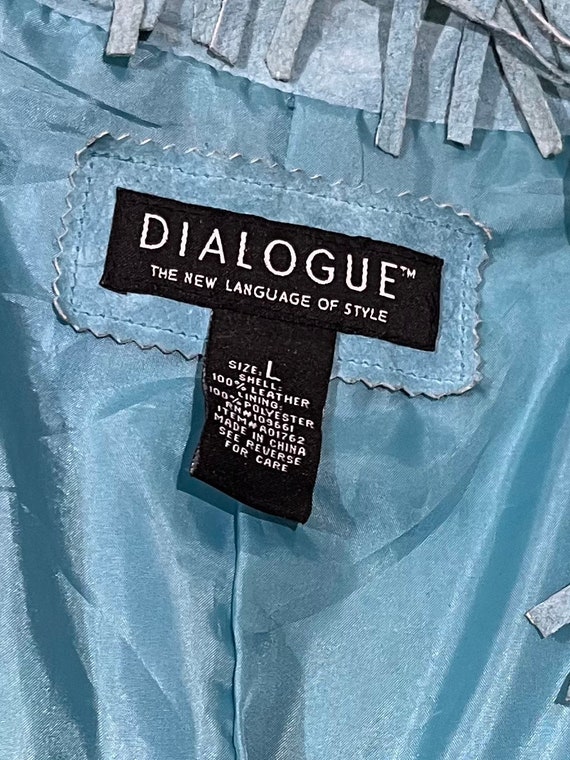 DIALOGUE™
THE NEW LANGUAGE OF STYLE
SIZE: L
SHELL:
100% LEATHER
LINING:
100% POLYESTER
RN#109661
ITEM#A01762
MADE IN CHINA
SEE REVERSE
FOR CARE